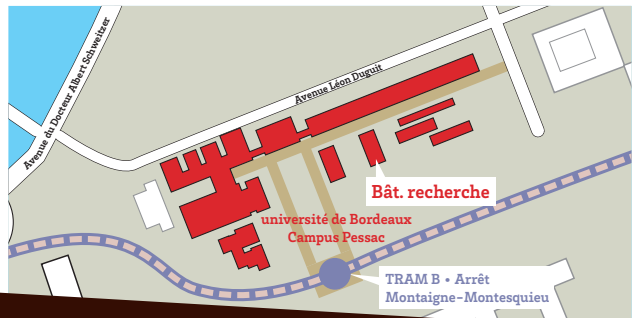 Avenue du Docteur Albert Schweitzer
Avenue Léon Duguit
Bât. recherche
université de Bordeaux
Campus Pessac
TRAM B • Arrêt
Montaigne-Montesquieu